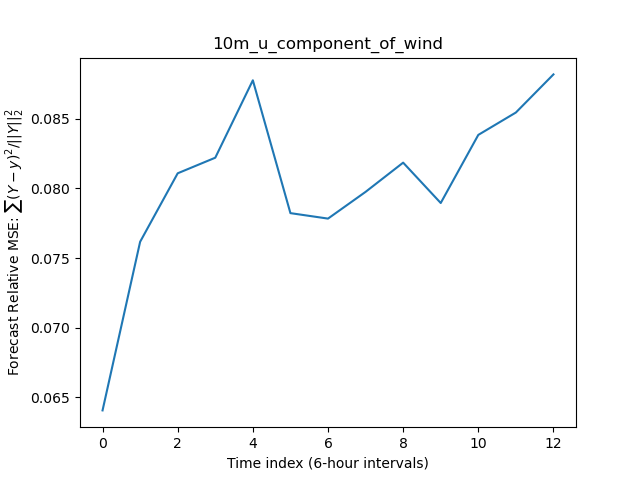 10m_u_component_of_wind
Forecast Relative MSE: ∑(Y − y)²/||Y||₂²
0.085
0.080
0.075
0.070
0.065
0 2 4 6 8 10 12
Time index (6-hour intervals)